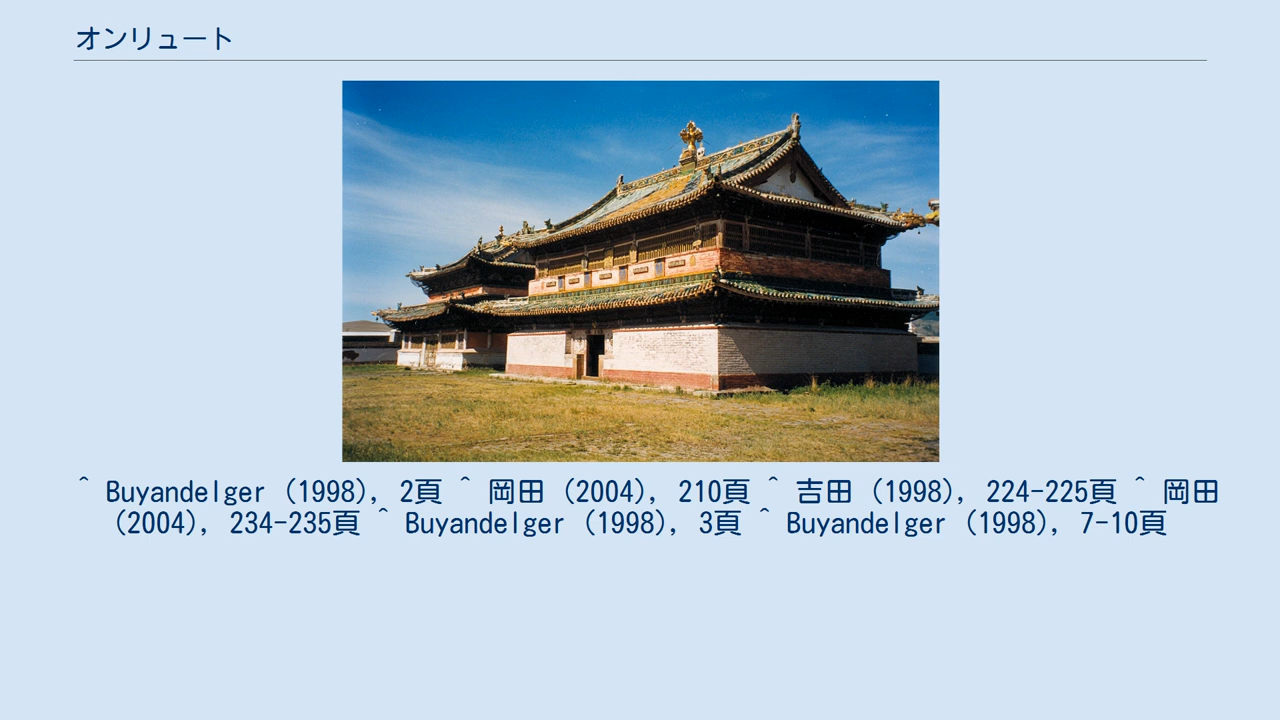 オンリュート
^ Buyandelger (1998), 2頁 ^ 岡田 (2004), 210頁 ^ 吉田 (1998), 224-225頁 ^ 岡田
(2004), 234-235頁 ^ Buyandelger (1998), 3頁 ^ Buyandelger (1998), 7-10頁